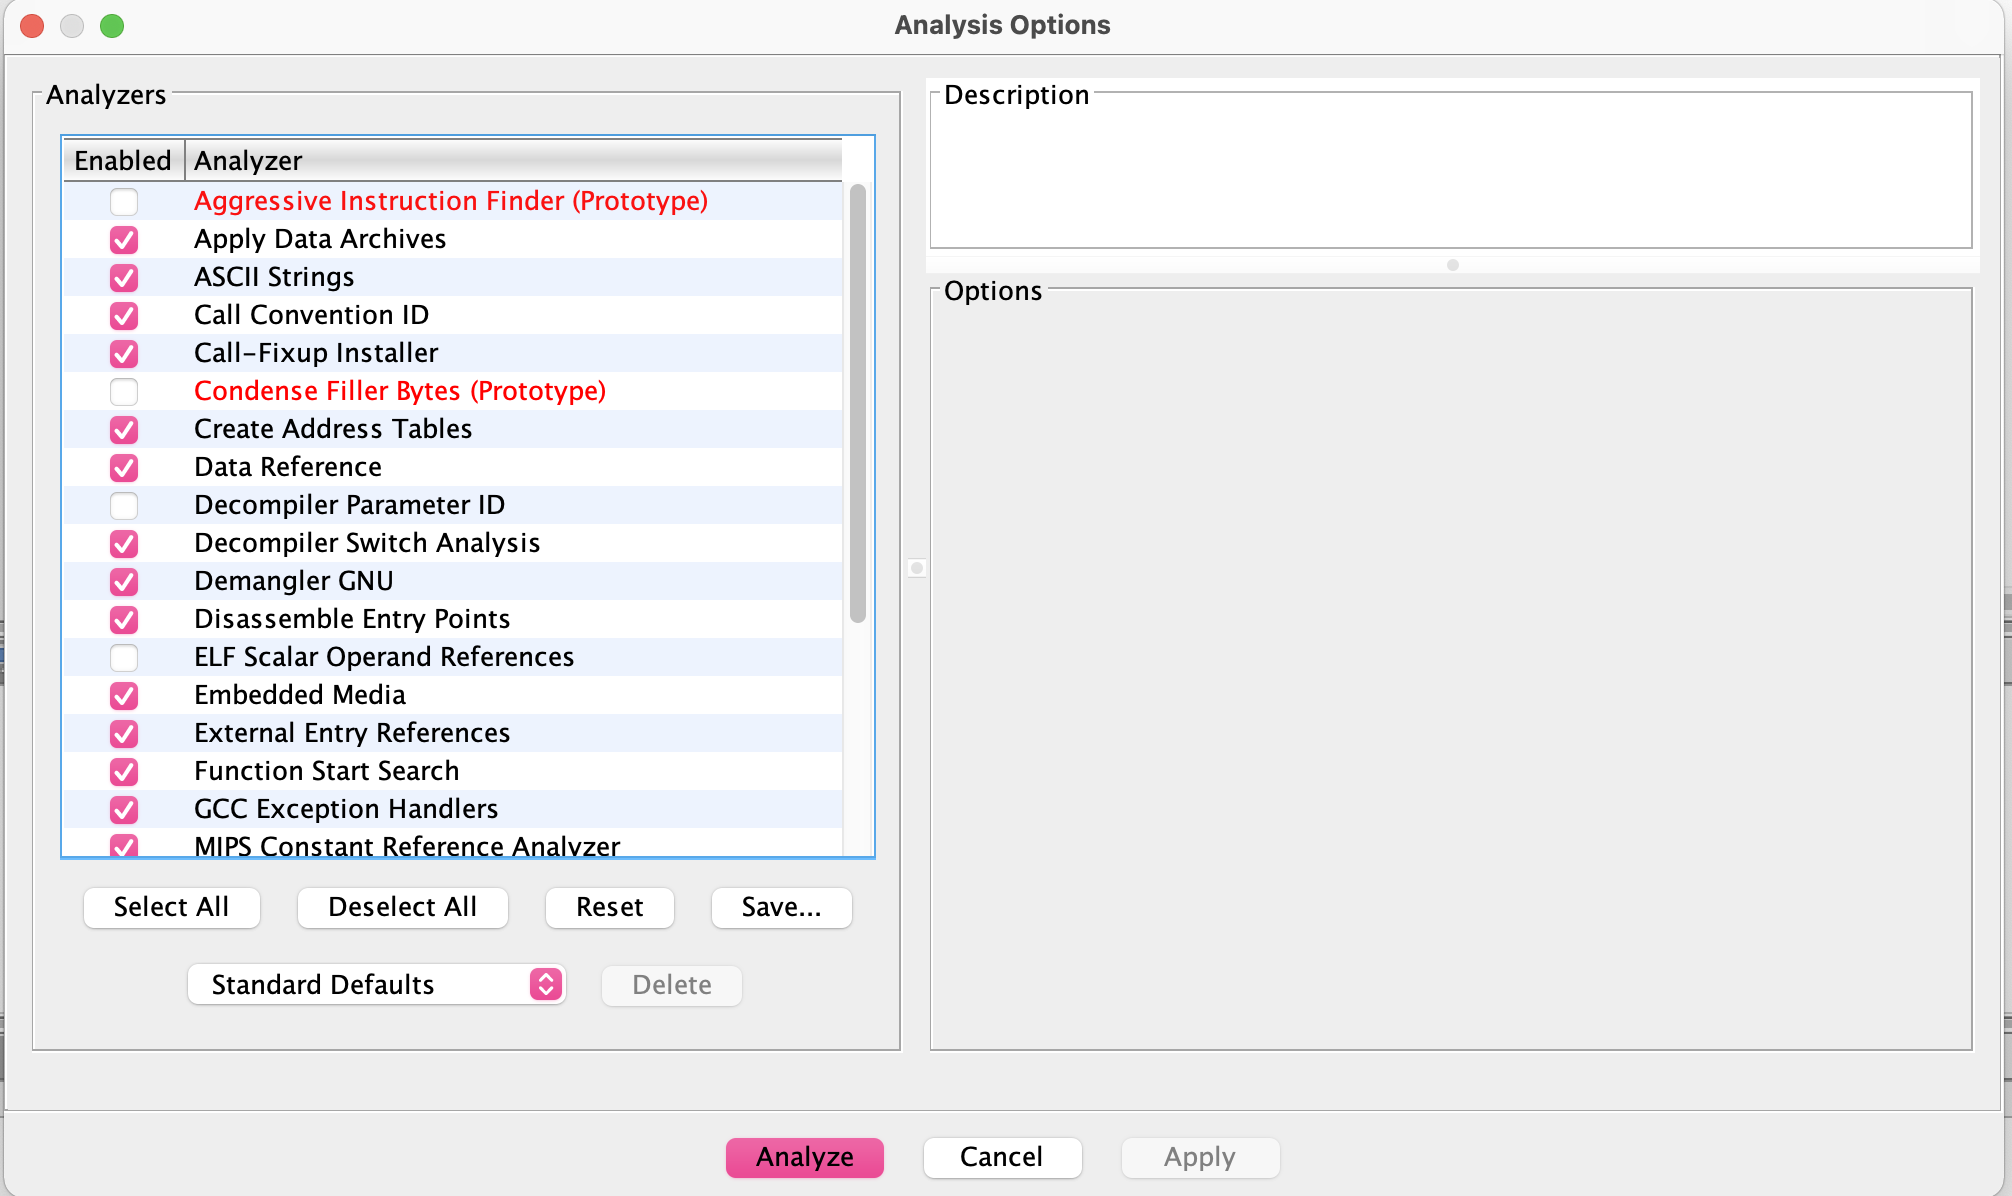 Analysis Options
Analyzers
Enabled Analyzer
Aggressive Instruction Finder (Prototype)
Apply Data Archives
ASCII Strings
Call Convention ID
Call-Fixup Installer
Condense Filler Bytes (Prototype)
Create Address Tables
Data Reference
Decompiler Parameter ID
Decompiler Switch Analysis
Demangler GNU
Disassemble Entry Points
ELF Scalar Operand References
Embedded Media
External Entry References
Function Start Search
GCC Exception Handlers
MIPS Constant Reference Analyzer
Select All Deselect All Reset Save...
Standard Defaults Delete
Description
Options
Analyze Cancel Apply